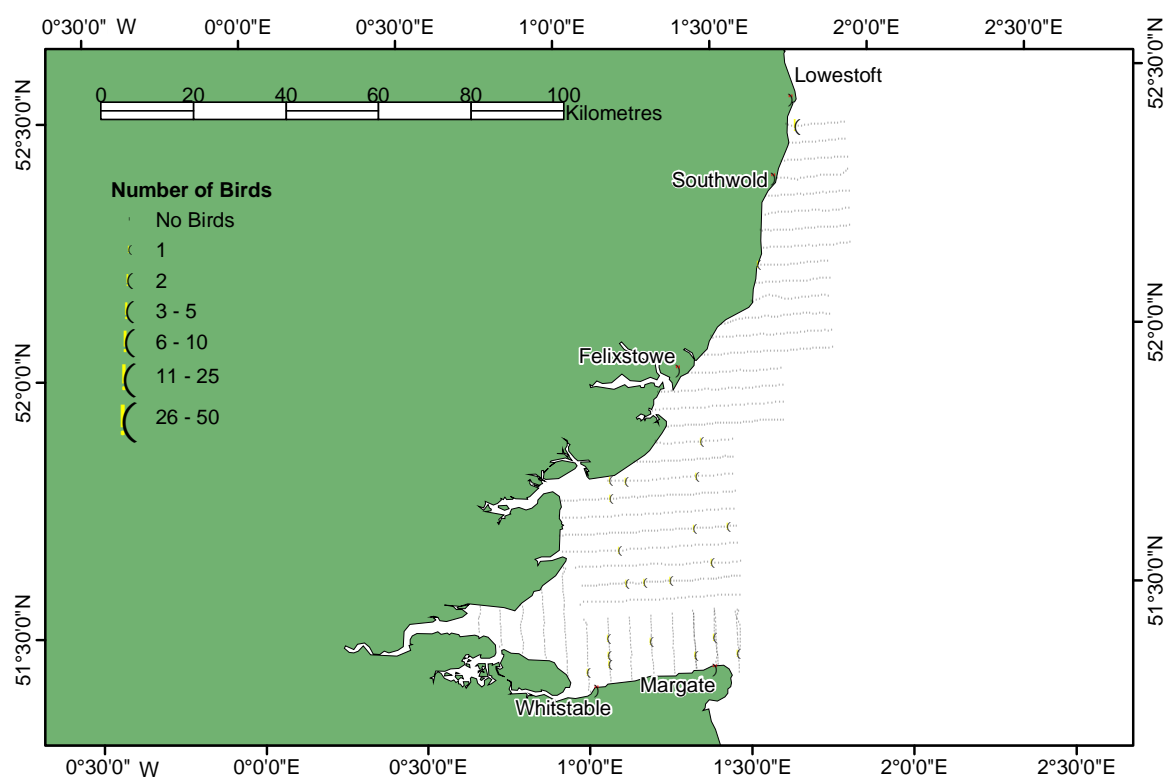 0°30'0" W 0°0'0"E 0°30'0"E 1°0'0"E 1°30'0"E 2°0'0"E 2°30'0"E
52°30'0"N
52°0'0"N
51°30'0"N
52°30'0"N
52°0'0"N
51°30'0"N
Lowestoft
0 20 40 60 80 100
Kilometres
Southwold
Number of Birds
No Birds
1
2
3 - 5
6 - 10
11 - 25
26 - 50
Felixstowe
Margate
Whitstable
0°30'0" W 0°0'0"E 0°30'0"E 1°0'0"E 1°30'0"E 2°0'0"E 2°30'0"E